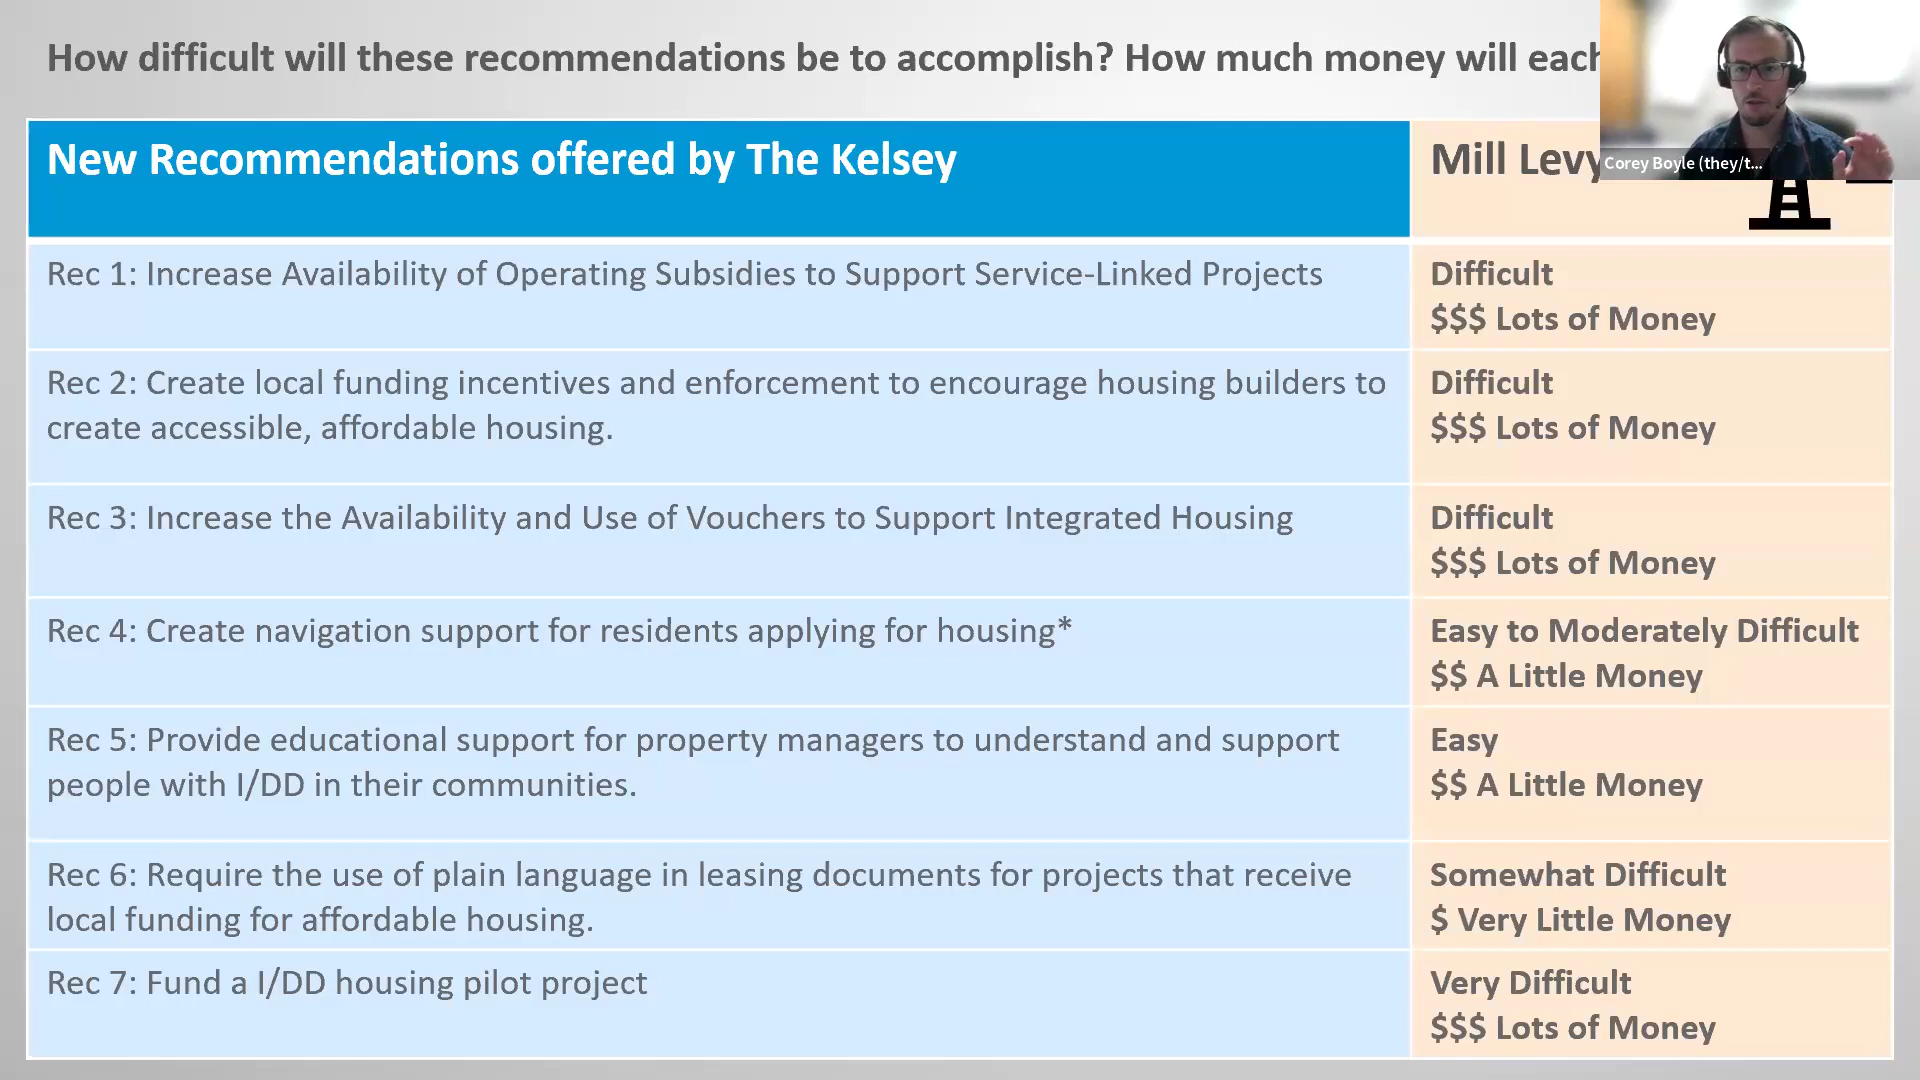 How difficult will these recommendations be to accomplish? How much money will each
Corey Boyle (they/t...
New Recommendations offered by The Kelsey
Mill Levy
Rec 1: Increase Availability of Operating Subsidies to Support Service-Linked Projects
Difficult
$$$ Lots of Money
Rec 2: Create local funding incentives and enforcement to encourage housing builders to
create accessible, affordable housing.
Difficult
$$$ Lots of Money
Rec 3: Increase the Availability and Use of Vouchers to Support Integrated Housing
Difficult
$$$ Lots of Money
Rec 4: Create navigation support for residents applying for housing*
Easy to Moderately Difficult
$$ A Little Money
Rec 5: Provide educational support for property managers to understand and support
people with I/DD in their communities.
Easy
$$ A Little Money
Rec 6: Require the use of plain language in leasing documents for projects that receive
local funding for affordable housing.
Somewhat Difficult
$ Very Little Money
Rec 7: Fund a I/DD housing pilot project
Very Difficult
$$$ Lots of Money